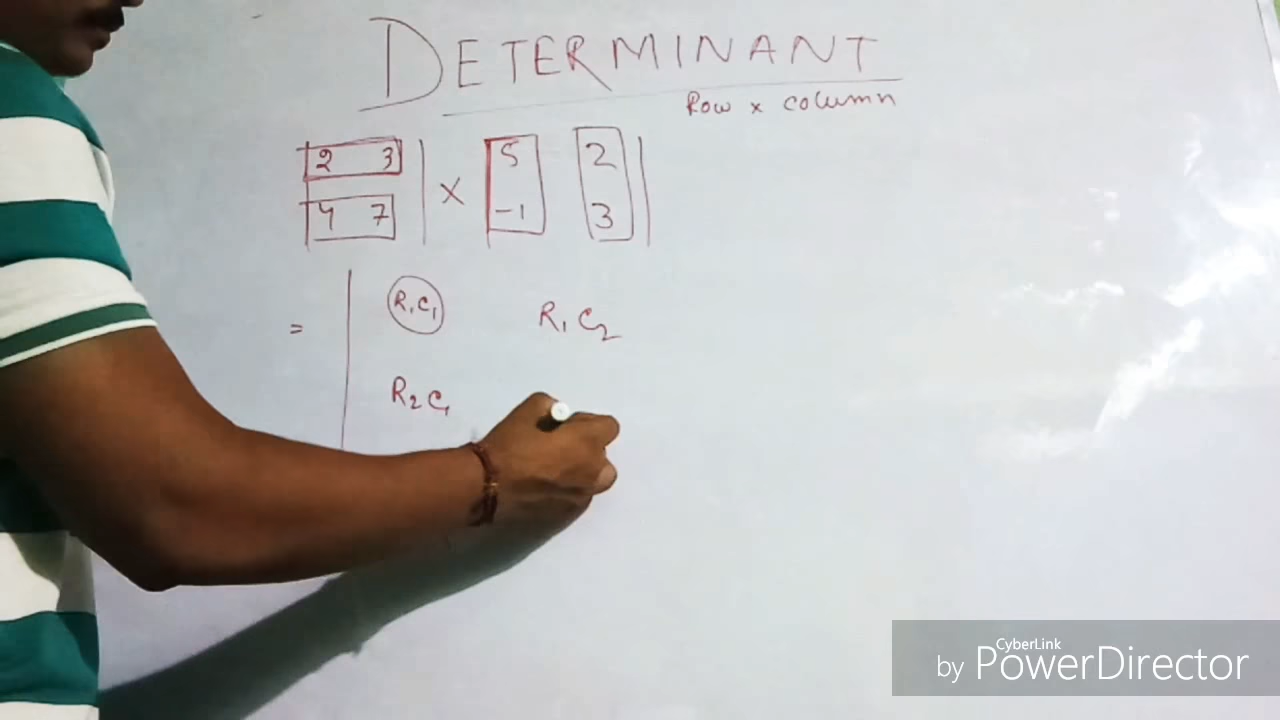 DETERMINANT
Row x column
2 3 | x 5 2 |
4 7 -1 3
= | R₁C₁ R₁C₂
R₂C₁
CyberLink
by PowerDirector